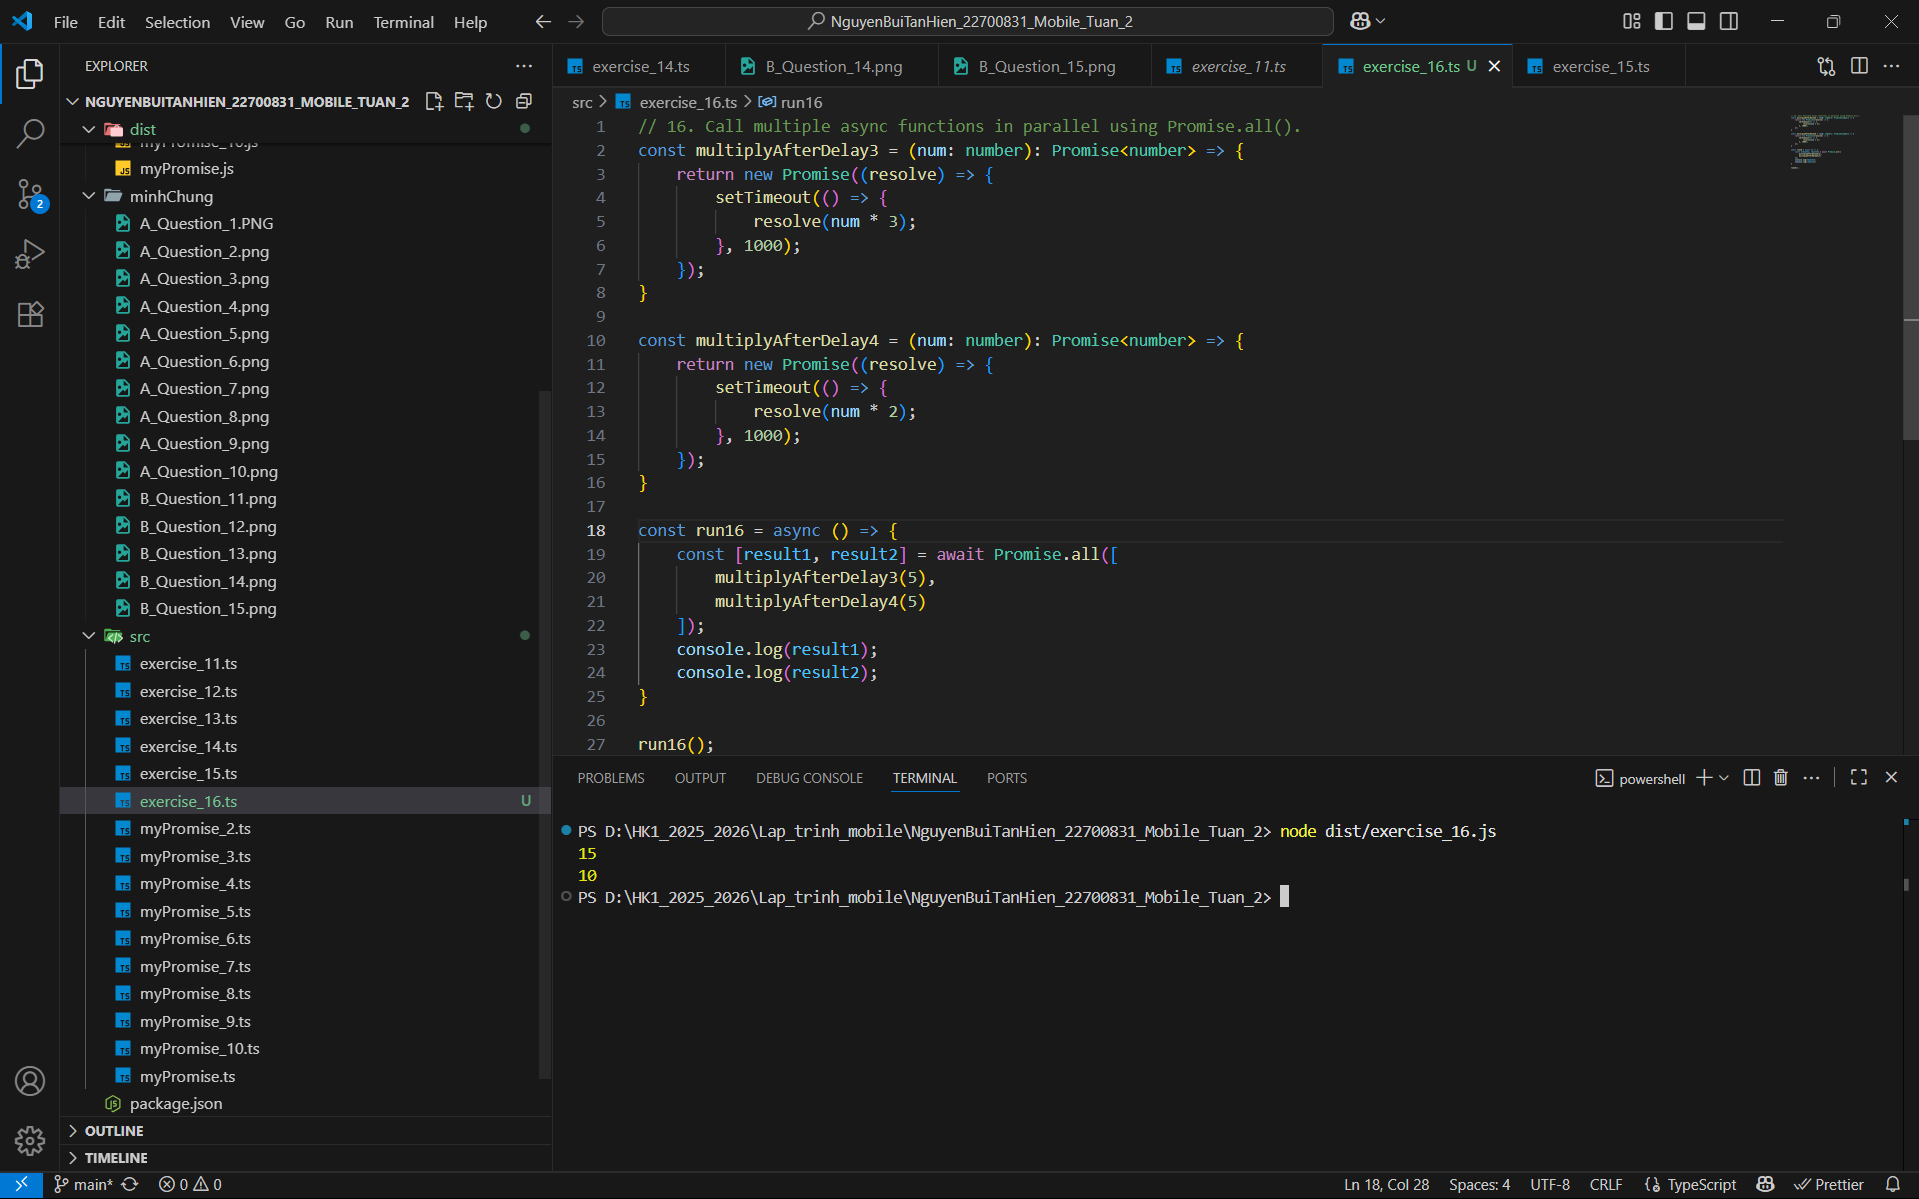 File Edit Selection View Go Run Terminal Help
NguyenBuiTanHien_22700831_Mobile_Tuan_2
EXPLORER
NGUYENBUITANHIEN_22700831_MOBILE_TUAN_2
dist
myPromise.js
minhChung
A_Question_1.PNG
A_Question_2.png
A_Question_3.png
A_Question_4.png
A_Question_5.png
A_Question_6.png
A_Question_7.png
A_Question_8.png
A_Question_9.png
A_Question_10.png
B_Question_11.png
B_Question_12.png
B_Question_13.png
B_Question_14.png
B_Question_15.png
src
exercise_11.ts
exercise_12.ts
exercise_13.ts
exercise_14.ts
exercise_15.ts
exercise_16.ts U
myPromise_2.ts
myPromise_3.ts
myPromise_4.ts
myPromise_5.ts
myPromise_6.ts
myPromise_7.ts
myPromise_8.ts
myPromise_9.ts
myPromise_10.ts
myPromise.ts
package.json
OUTLINE
TIMELINE
2
exercise_14.ts B_Question_14.png B_Question_15.png exercise_11.ts exercise_16.ts U exercise_15.ts
src > exercise_16.ts > run16
1 // 16. Call multiple async functions in parallel using Promise.all().
2 const multiplyAfterDelay3 = (num: number): Promise<number> => {
3 return new Promise((resolve) => {
4 setTimeout(() => {
5 resolve(num * 3);
6 }, 1000);
7 });
8 }
9
10 const multiplyAfterDelay4 = (num: number): Promise<number> => {
11 return new Promise((resolve) => {
12 setTimeout(() => {
13 resolve(num * 2);
14 }, 1000);
15 });
16 }
17
18 const run16 = async () => {
19 const [result1, result2] = await Promise.all([
20 multiplyAfterDelay3(5),
21 multiplyAfterDelay4(5)
22 ]);
23 console.log(result1);
24 console.log(result2);
25 }
26
27 run16();
PROBLEMS OUTPUT DEBUG CONSOLE TERMINAL PORTS
powershell
PS D:\HK1_2025_2026\Lap_trinh_mobile\NguyenBuiTanHien_22700831_Mobile_Tuan_2> node dist/exercise_16.js
15
10
PS D:\HK1_2025_2026\Lap_trinh_mobile\NguyenBuiTanHien_22700831_Mobile_Tuan_2>
main* 0 0
Ln 18, Col 28 Spaces: 4 UTF-8 CRLF {} TypeScript Prettier